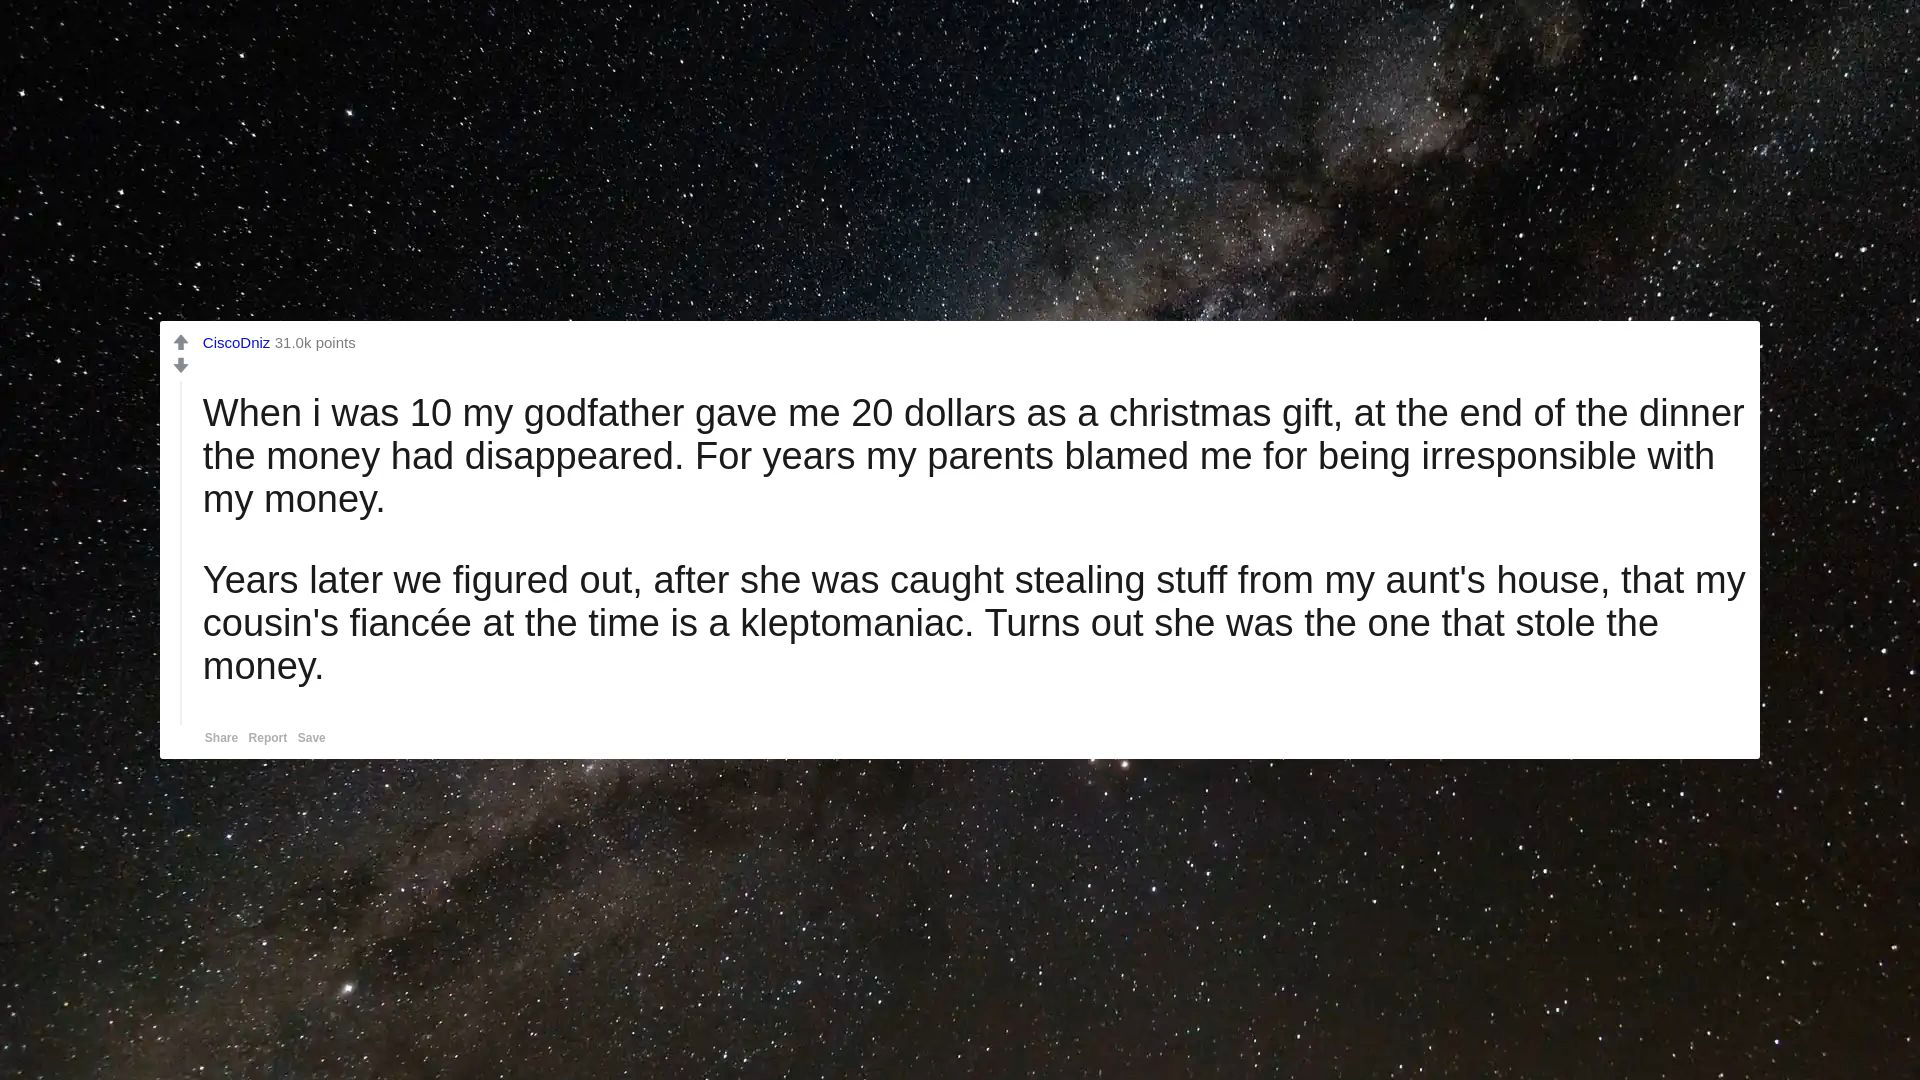 CiscoDniz 31.0k points
When i was 10 my godfather gave me 20 dollars as a christmas gift, at the end of the dinner
the money had disappeared. For years my parents blamed me for being irresponsible with
my money.
Years later we figured out, after she was caught stealing stuff from my aunt's house, that my
cousin's fiancée at the time is a kleptomaniac. Turns out she was the one that stole the
money.
Share Report Save